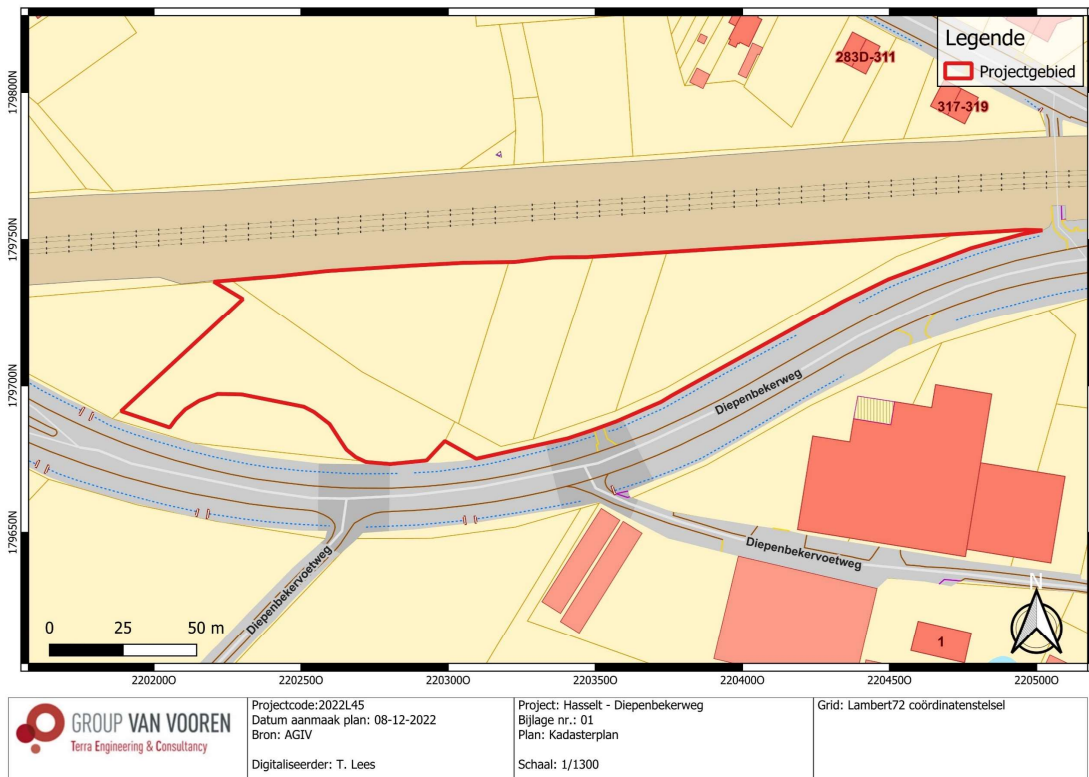 Legende
Projectgebied
283D-311
317-319
179800N
179750N
179700N
179650N
Diepenbekerweg
Diepenbekervoetweg
Diepenbekervoetweg
1
N
0 25 50 m
220200O
220250O
220300O
220350O
220400O
220450O
220500O
GROUP VAN VOOREN
Terra Engineering & Consultancy
Projectcode:2022L45
Datum aanmaak plan: 08-12-2022
Bron: AGIV
Digitaliseerder: T. Lees
Project: Hasselt - Diepenbekerweg
Bijlage nr.: 01
Plan: Kadasterplan
Schaal: 1/1300
Grid: Lambert72 coördinatenstelsel